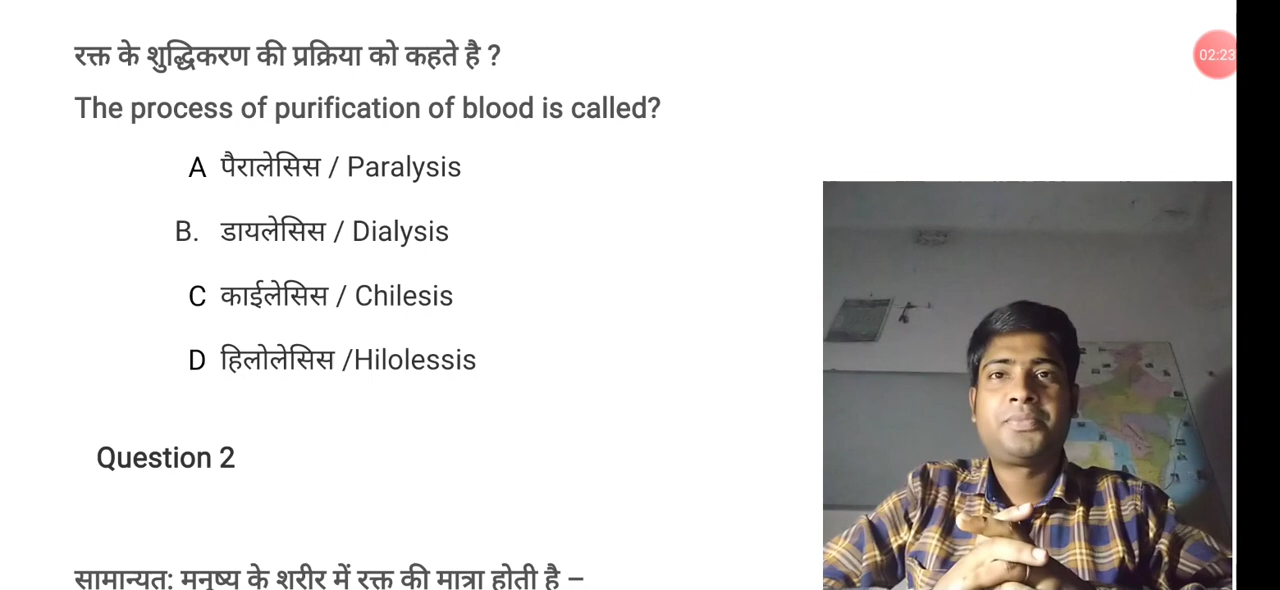 रक्त के शुद्धिकरण की प्रक्रिया को कहते है ?
02:23
The process of purification of blood is called?
A पैरालेसिस / Paralysis
B. डायलेसिस / Dialysis
C काईलेसिस / Chilesis
D हिलोलेसिस /Hilolessis
Question 2
सामान्यत: मनुष्य के शरीर में रक्त की मात्रा होती है –